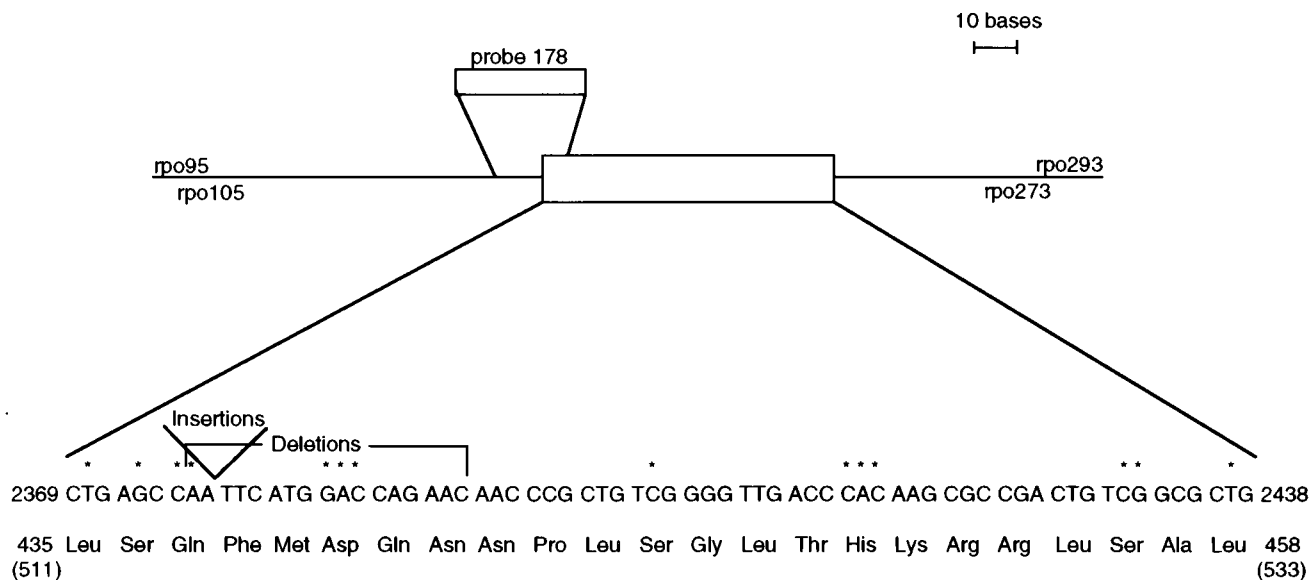 10 bases
probe 178
rpo95
rpo293
rpo105
rpo273
Insertions
Deletions
* * * * * * * * * * * * * *
2369 CTG AGC CAA TTC ATG GAC CAG AAC AAC CCG CTG TCG GGG TTG ACC CAC AAG CGC CGA CTG TCG GCG CTG 2438
435 Leu Ser Gln Phe Met Asp Gln Asn Asn Pro Leu Ser Gly Leu Thr His Lys Arg Arg Leu Ser Ala Leu 458
(511) (533)